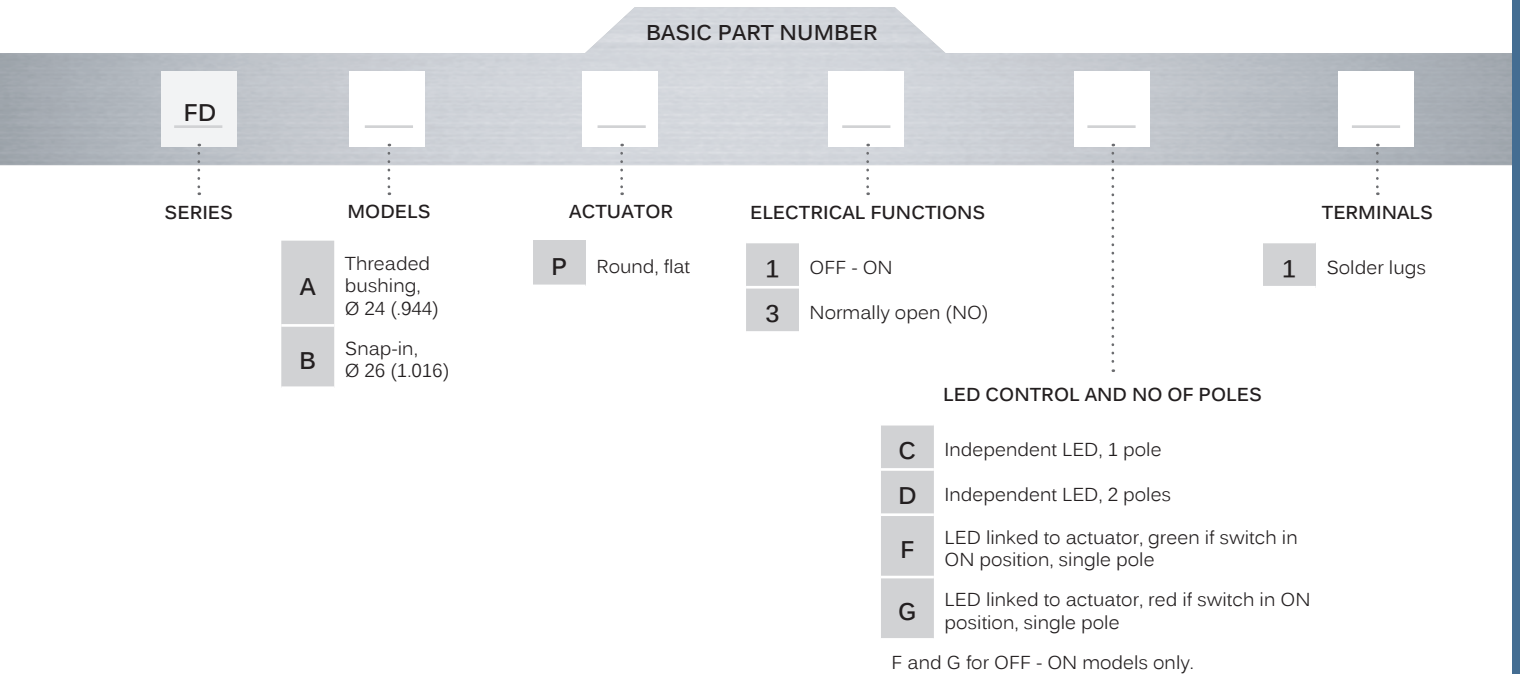 BASIC PART NUMBER
FD
SERIES
MODELS
ACTUATOR
ELECTRICAL FUNCTIONS
TERMINALS
A
Threaded
bushing,
Ø 24 (.944)
B
Snap-in,
Ø 26 (1.016)
P
Round, flat
1
OFF - ON
3
Normally open (NO)
1
Solder lugs
LED CONTROL AND NO OF POLES
C
Independent LED, 1 pole
D
Independent LED, 2 poles
F
LED linked to actuator, green if switch in
ON position, single pole
G
LED linked to actuator, red if switch in ON
position, single pole
F and G for OFF - ON models only.